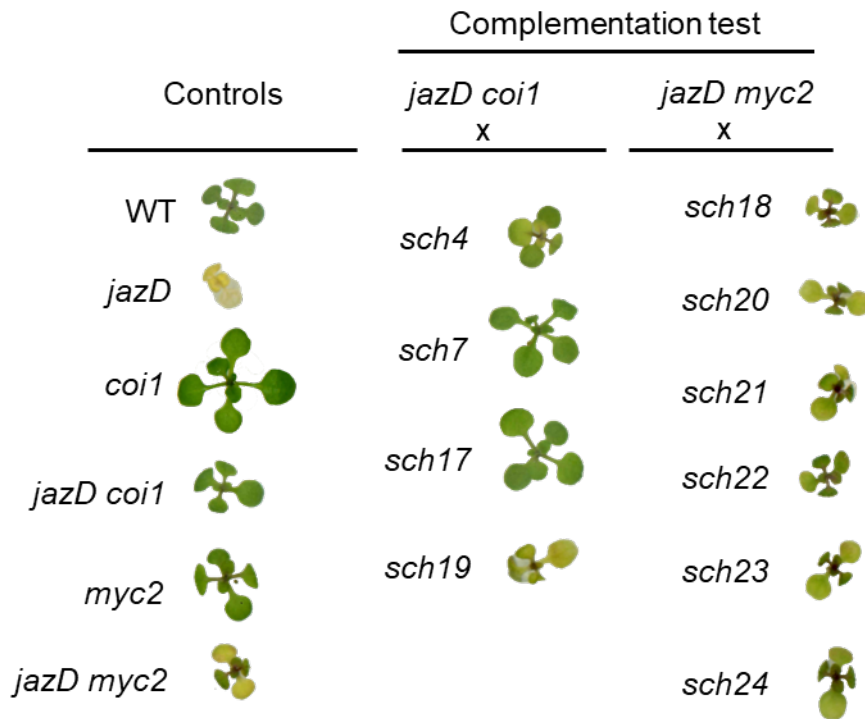 Complementation test
Controls
jazD coi1
x
jazD myc2
x
WT
jazD
coi1
jazD coi1
myc2
jazD myc2
sch4
sch7
sch17
sch19
sch18
sch20
sch21
sch22
sch23
sch24